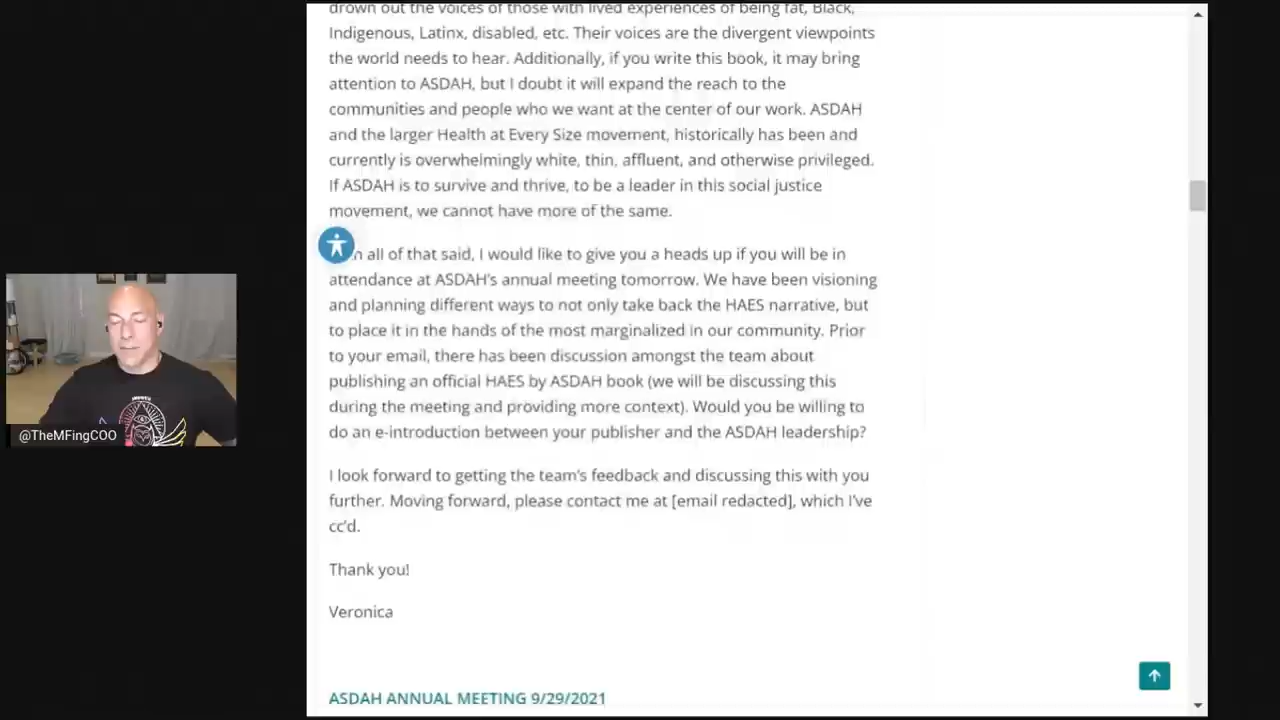 drown out the voices of those with lived experiences of being fat, Black,
Indigenous, Latinx, disabled, etc. Their voices are the divergent viewpoints
the world needs to hear. Additionally, if you write this book, it may bring
attention to ASDAH, but I doubt it will expand the reach to the
communities and people who we want at the center of our work. ASDAH
and the larger Health at Every Size movement, historically has been and
currently is overwhelmingly white, thin, affluent, and otherwise privileged.
If ASDAH is to survive and thrive, to be a leader in this social justice
movement, we cannot have more of the same.
all of that said, I would like to give you a heads up if you will be in
attendance at ASDAH's annual meeting tomorrow. We have been visioning
and planning different ways to not only take back the HAES narrative, but
to place it in the hands of the most marginalized in our community. Prior
to your email, there has been discussion amongst the team about
publishing an official HAES by ASDAH book (we will be discussing this
during the meeting and providing more context). Would you be willing to
do an e-introduction between your publisher and the ASDAH leadership?
I look forward to getting the team's feedback and discussing this with you
further. Moving forward, please contact me at [email redacted], which I've
cc'd.
Thank you!
Veronica
ASDAH ANNUAL MEETING 9/29/2021
@TheMFingCOO